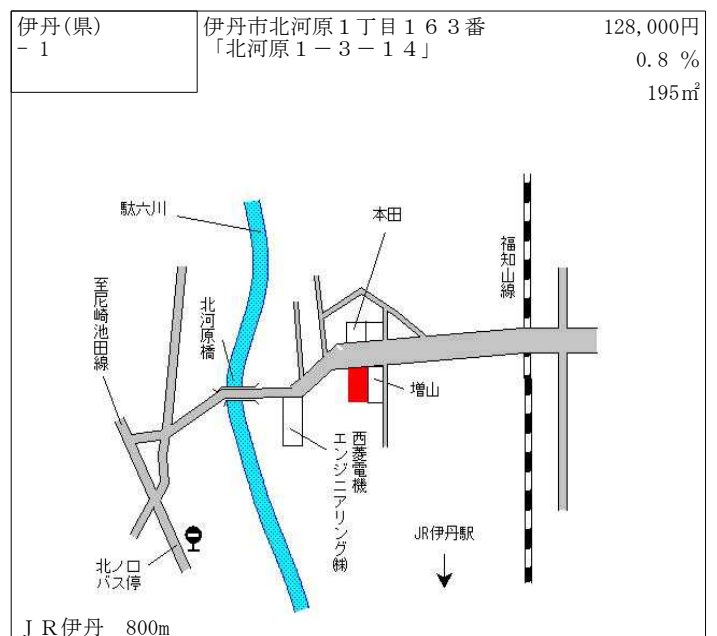 伊丹(県)
－１
伊丹市北河原１丁目１６３番
「北河原１－３－１４」
128,000円
0.8 %
195㎡
駄六川
本田
福知山線
至尼崎池田線
北河原橋
増山
西菱電機
エンジニアリング㈱
JR伊丹駅
北ノ口
バス停
ＪＲ伊丹　800m